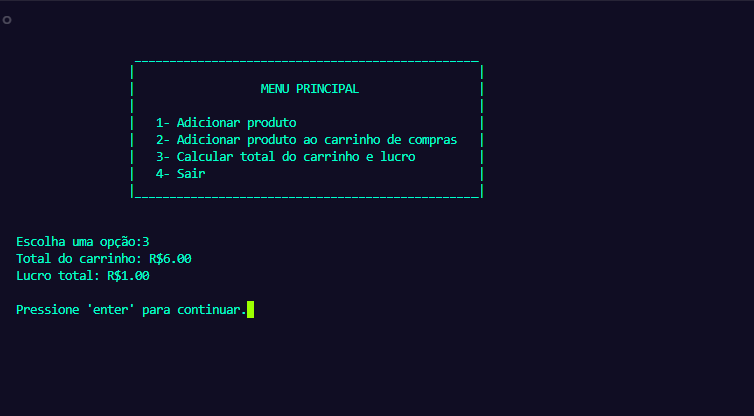 MENU PRINCIPAL
1- Adicionar produto
2- Adicionar produto ao carrinho de compras
3- Calcular total do carrinho e lucro
4- Sair
Escolha uma opção:3
Total do carrinho: R$6.00
Lucro total: R$1.00
Pressione 'enter' para continuar.